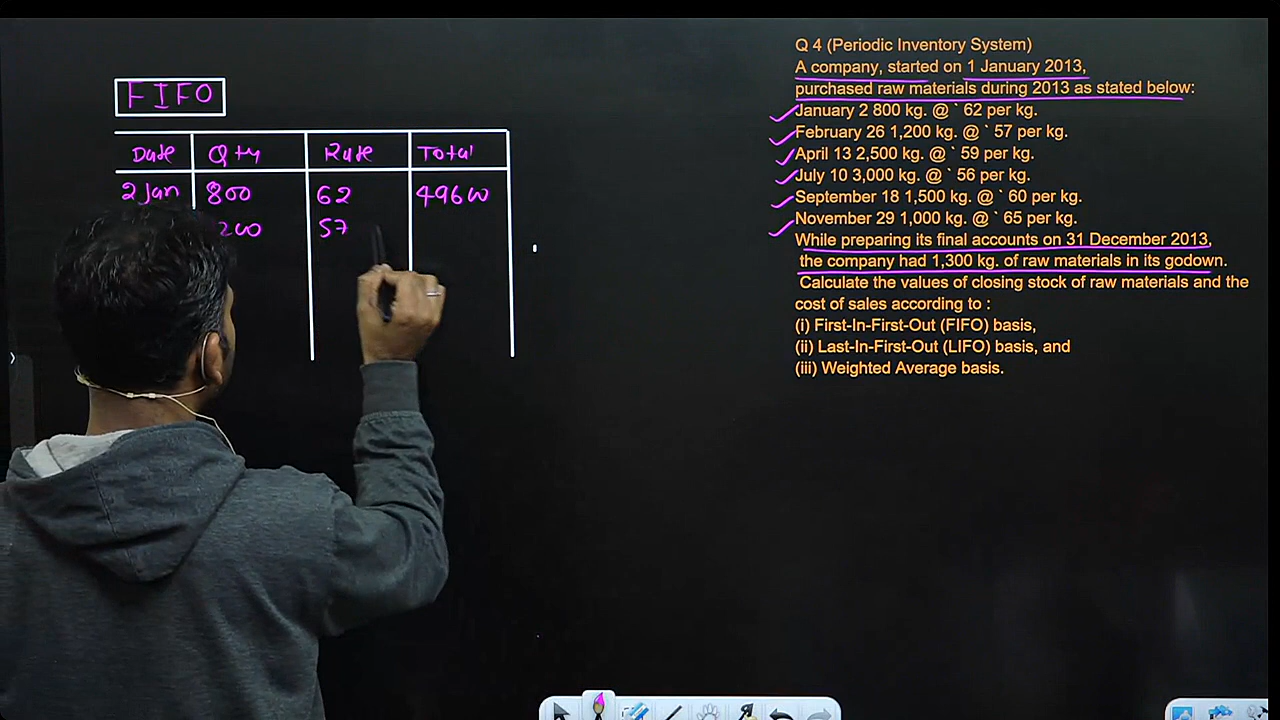 FIFO
Date Qty Rate Total
2 Jan 800 62 49600
200 57
Q 4 (Periodic Inventory System)
A company, started on 1 January 2013,
purchased raw materials during 2013 as stated below:
January 2 800 kg. @ ` 62 per kg.
February 26 1,200 kg. @ ` 57 per kg.
April 13 2,500 kg. @ ` 59 per kg.
July 10 3,000 kg. @ ` 56 per kg.
September 18 1,500 kg. @ ` 60 per kg.
November 29 1,000 kg. @ ` 65 per kg.
While preparing its final accounts on 31 December 2013,
the company had 1,300 kg. of raw materials in its godown.
Calculate the values of closing stock of raw materials and the
cost of sales according to :
(i) First-In-First-Out (FIFO) basis,
(ii) Last-In-First-Out (LIFO) basis, and
(iii) Weighted Average basis.